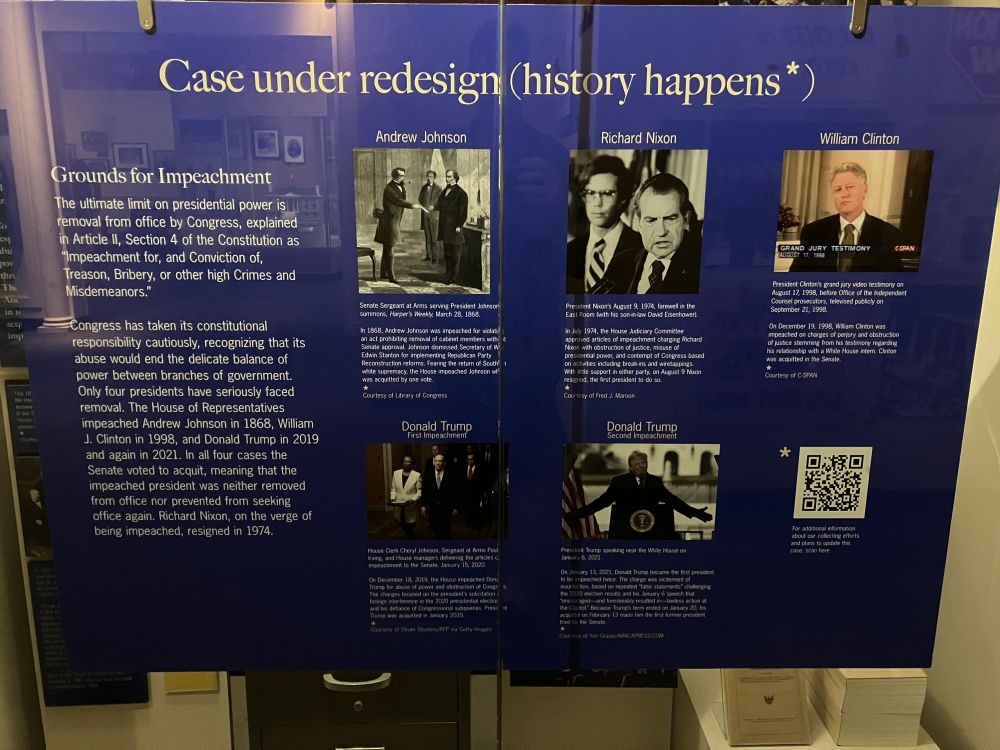 Case under redesign (history happens*)
Grounds for Impeachment
The ultimate limit on presidential power is
removal from office by Congress, explained
in Article II, Section 4 of the Constitution as
"Impeachment for, and Conviction of,
Treason, Bribery, or other high Crimes and
Misdemeanors."
Congress has taken its constitutional
responsibility cautiously, recognizing that its
abuse would end the delicate balance of
power between branches of government.
Only four presidents have seriously faced
removal. The House of Representatives
impeached Andrew Johnson in 1868, William
J. Clinton in 1998, and Donald Trump in 2019
and again in 2021. In all four cases the
Senate voted to acquit, meaning that the
impeached president was neither removed
from office nor prevented from seeking
office again. Richard Nixon, on the verge of
being impeached, resigned in 1974.
Andrew Johnson
Senate Sergeant at Arms serving President Johnson
summons, Harper's Weekly, March 28, 1868.
In 1868, Andrew Johnson was impeached for violating
an act prohibiting removal of cabinet members without
Senate approval. Johnson dismissed Secretary of War
Edwin Stanton for implementing Republican Party
Reconstruction reforms. Fearing the return of Southern
white supremacy, the House impeached Johnson who
was acquitted by one vote.
*
Courtesy of Library of Congress
Richard Nixon
President Nixon's August 9, 1974, farewell in the
East Room (with his son-in-law David Eisenhower).
In July 1974, the House Judiciary Committee
approved articles of impeachment charging Richard
Nixon with obstruction of justice, misuse of
presidential power, and contempt of Congress based
on activities including break-ins and wiretappings.
With little support in either party, on August 9 Nixon
resigned, the first president to do so.
*
Courtesy of Fred J. Maroon
William Clinton
GRAND JURY TESTIMONY
C-SPAN
AUGUST 17, 1998
President Clinton's grand jury video testimony on
August 17, 1998, before Office of the Independent
Counsel prosecutors, televised publicly on
September 21, 1998.
On December 19, 1998, William Clinton was
impeached on charges of perjury and obstruction
of justice stemming from his testimony regarding
his relationship with a White House intern. Clinton
was acquitted in the Senate.
*
Courtesy of C-SPAN
Donald Trump
First Impeachment
House Clerk Cheryl Johnson, Sergeant at Arms Paul
Irving, and House managers delivering the articles of
impeachment to the Senate, January 15, 2020.
On December 18, 2019, the House impeached Donald
Trump for abuse of power and obstruction of Congress.
The charges focused on the president's solicitation of
foreign interference in the 2020 presidential election
and his defiance of Congressional subpoenas. President
Trump was acquitted in January 2020.
*
Courtesy of Olivier Douliery/AFP via Getty Images
Donald Trump
Second Impeachment
President Trump speaking near the White House on
January 6, 2021.
On January 13, 2021, Donald Trump became the first president
to be impeached twice. The charge was incitement of
insurrection, based on repeated "false statements" challenging
the 2020 election results and his January 6 speech that
"encouraged—and foreseeably resulted in—lawless action at
the Capitol." Because Trump's term ended on January 20, his
acquittal on February 13 made him the first former president
tried by the Senate.
*
Courtesy of Yuri Gripas/ABACAPRESS.COM
*
For additional information
about our collecting efforts
and plans to update this
case, scan here